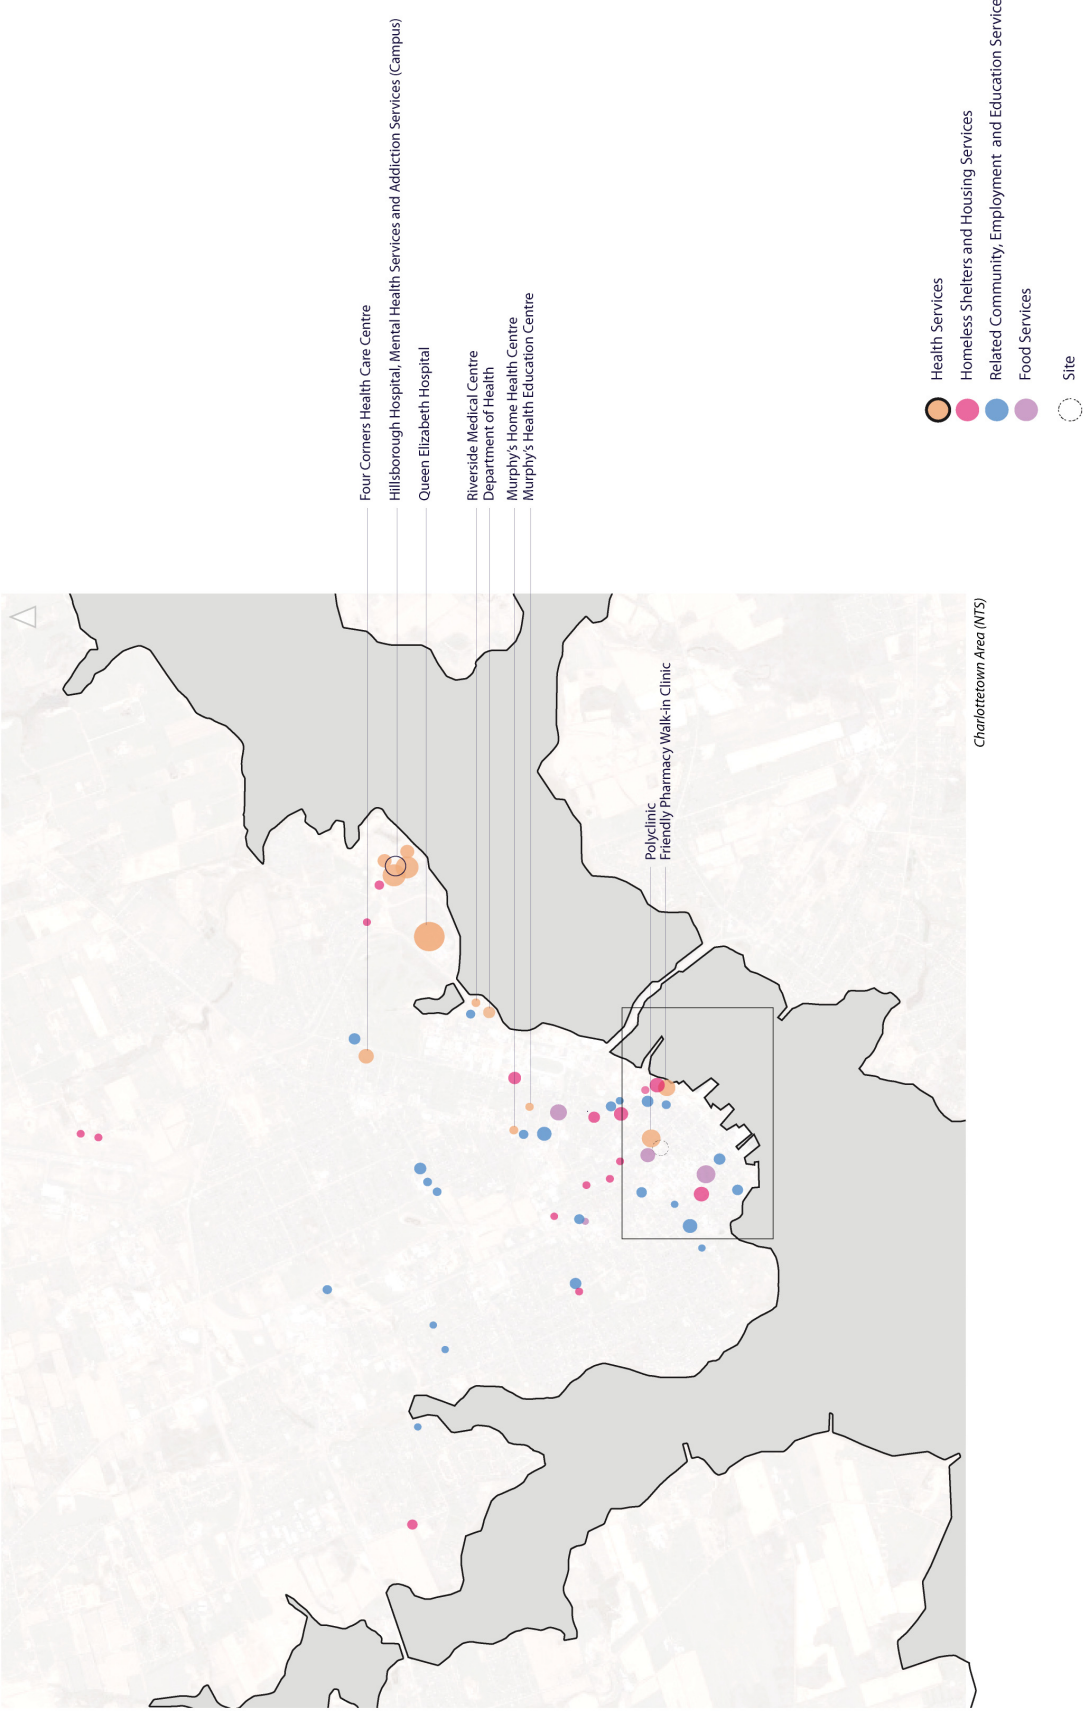 Four Corners Health Care Centre
Hillsborough Hospital, Mental Health Services and Addiction Services (Campus)
Queen Elizabeth Hospital
Riverside Medical Centre
Department of Health
Murphy's Home Health Centre
Murphy's Health Education Centre
Polyclinic
Friendly Pharmacy Walk-in Clinic
Health Services
Homeless Shelters and Housing Services
Related Community, Employment and Education Service
Food Services
Site
Charlottetown Area (NTS)